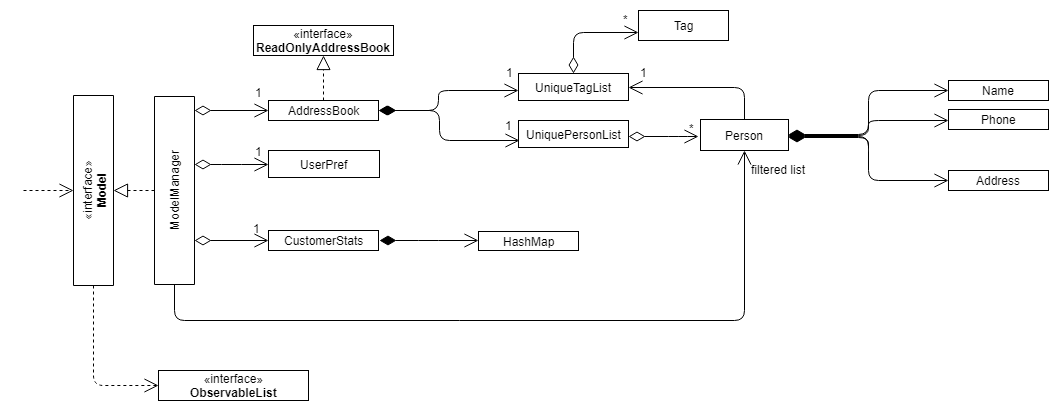 *
Tag
«interface»
ReadOnlyAddressBook
1
UniqueTagList
1
Name
1
AddressBook
Phone
1
UniquePersonList
*
Person
«interface»
Model
ModelManager
1
UserPref
filtered list
Address
1
CustomerStats
HashMap
«interface»
ObservableList